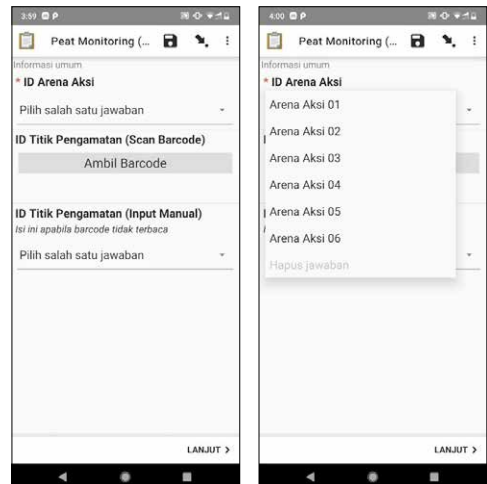 3:59
Peat Monitoring (...
Informasi umum
* ID Arena Aksi
Pilih salah satu jawaban
ID Titik Pengamatan (Scan Barcode)
Ambil Barcode
ID Titik Pengamatan (Input Manual)
Isi ini apabila barcode tidak terbaca
Pilih salah satu jawaban
LANJUT >
4:00
Peat Monitoring (...
Informasi umum
* ID Arena Aksi
Arena Aksi 01
Arena Aksi 02
Arena Aksi 03
Arena Aksi 04
Arena Aksi 05
Arena Aksi 06
Hapus jawaban
LANJUT >